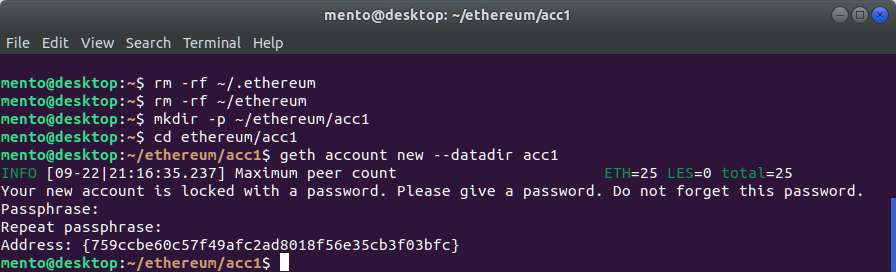 mento@desktop: ~/ethereum/acc1
File Edit View Search Terminal Help
mento@desktop:~$ rm -rf ~/.ethereum
mento@desktop:~$ rm -rf ~/ethereum
mento@desktop:~$ mkdir -p ~/ethereum/acc1
mento@desktop:~$ cd ethereum/acc1
mento@desktop:~/ethereum/acc1$ geth account new --datadir acc1
INFO [09-22|21:16:35.237] Maximum peer count ETH=25 LES=0 total=25
Your new account is locked with a password. Please give a password. Do not forget this password.
Passphrase:
Repeat passphrase:
Address: {759ccbe60c57f49afc2ad8018f56e35cb3f03bfc}
mento@desktop:~/ethereum/acc1$